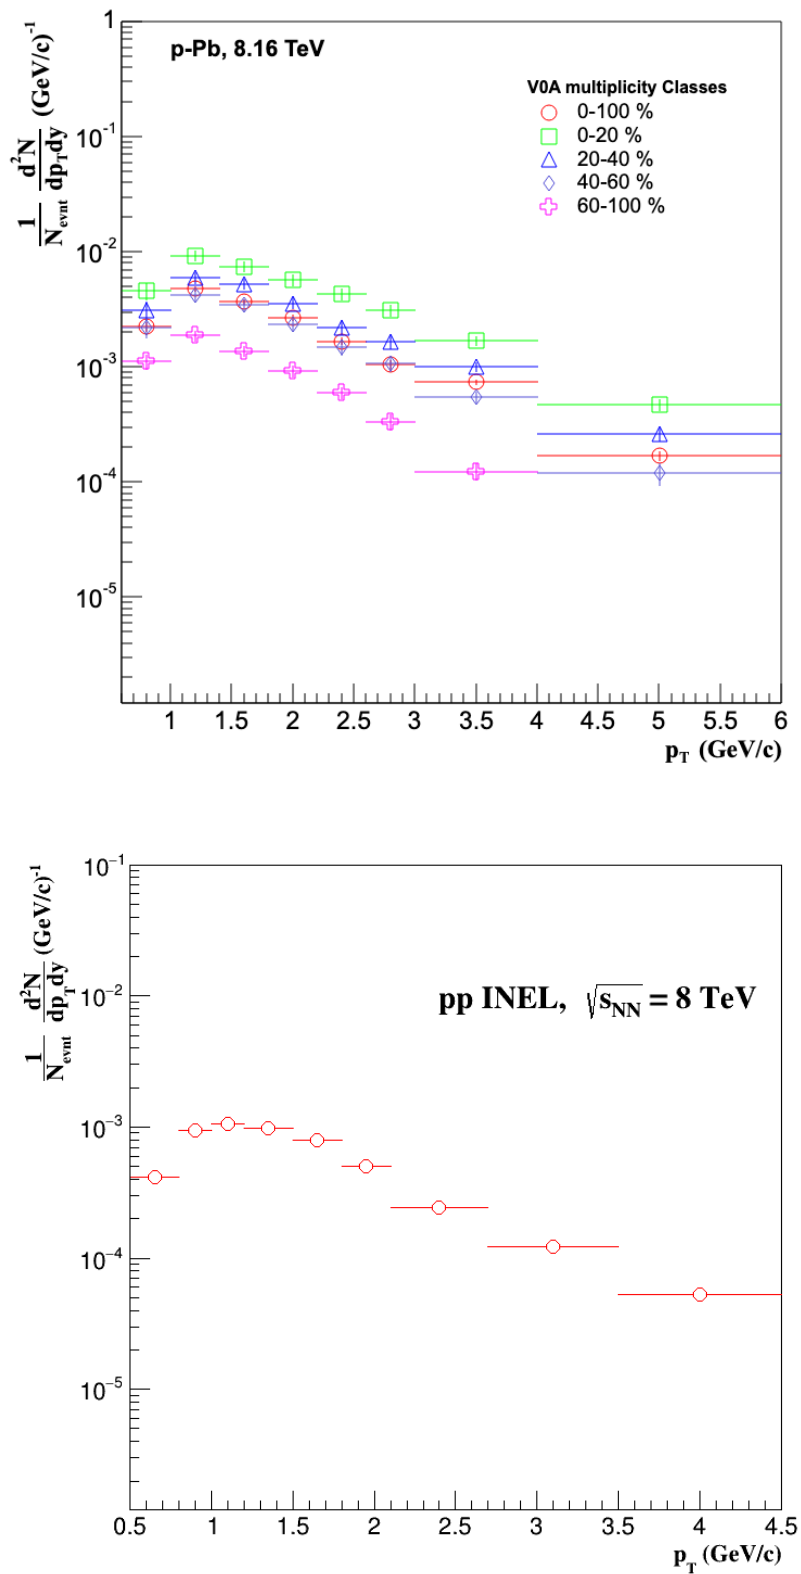 1
p-Pb, 8.16 TeV
V0A multiplicity Classes
0-100 %
0-20 %
20-40 %
40-60 %
60-100 %
1/N_evnt d²N/dp_Tdy (GeV/c)⁻¹
10⁻¹
10⁻²
10⁻³
10⁻⁴
10⁻⁵
1 1.5 2 2.5 3 3.5 4 4.5 5 5.5 6
p_T (GeV/c)
10⁻¹
1/N_evnt d²N/dp_Tdy (GeV/c)⁻¹
10⁻²
pp INEL, √s_NN = 8 TeV
10⁻³
10⁻⁴
10⁻⁵
0.5 1 1.5 2 2.5 3 3.5 4 4.5
p_T (GeV/c)